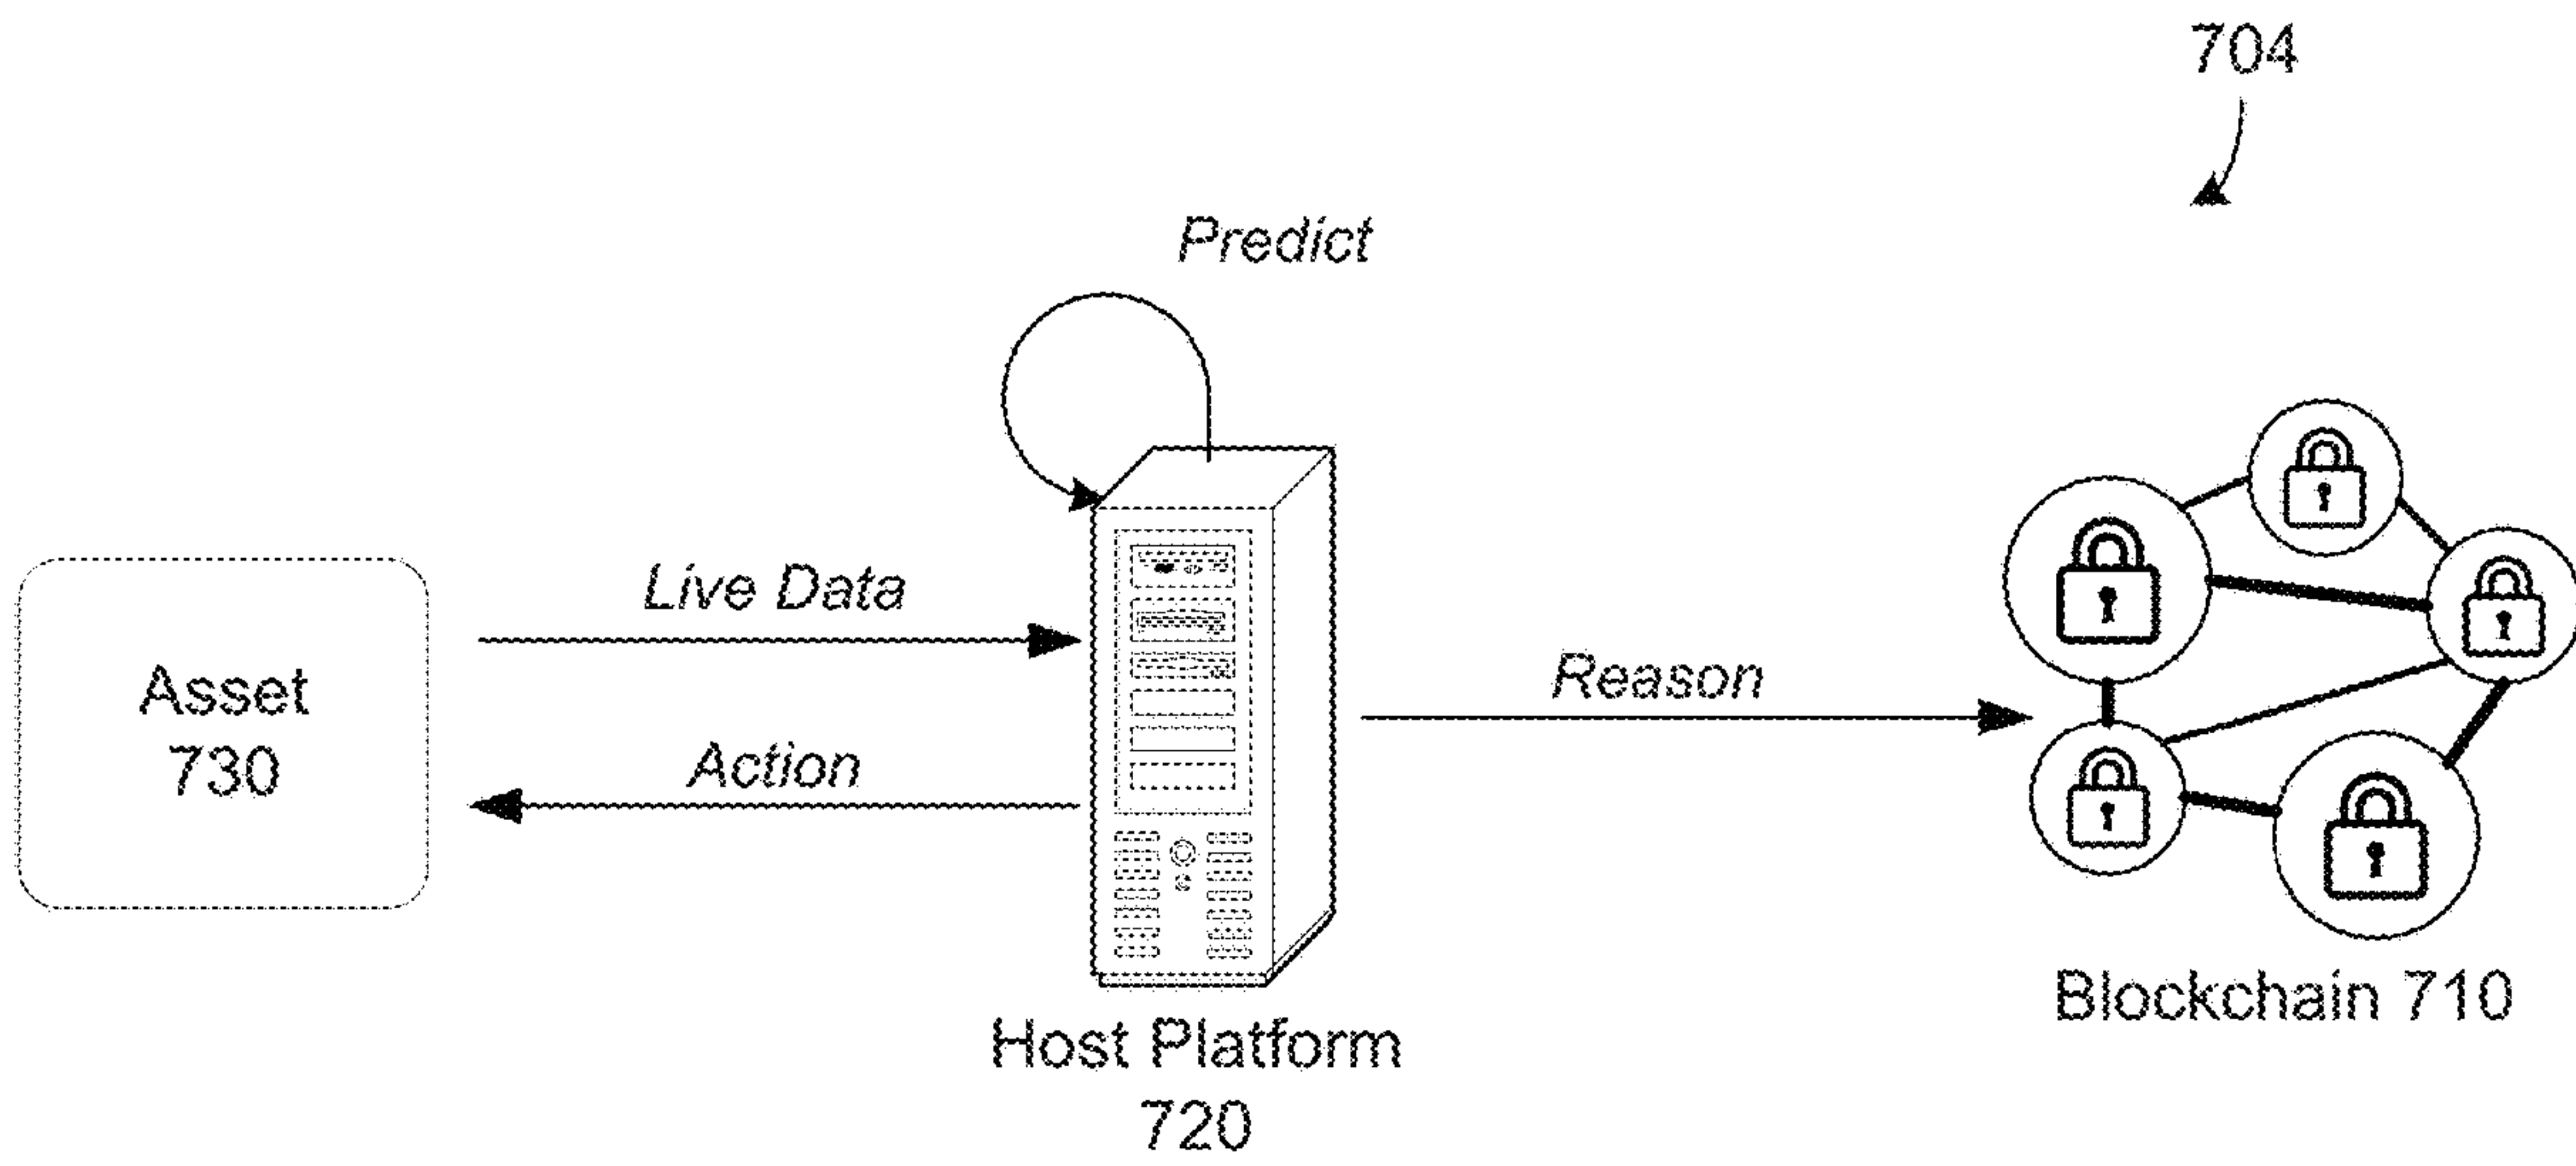 704
Predict
Live Data
Asset
730
Action
Reason
Host Platform
720
Blockchain 710